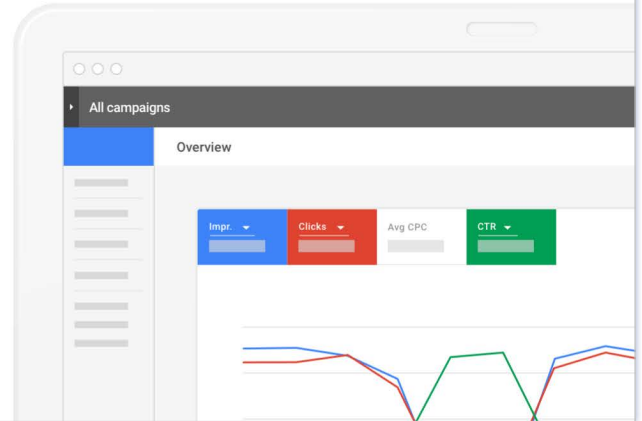 All campaigns
Overview
Impr.
Clicks
Avg CPC
CTR